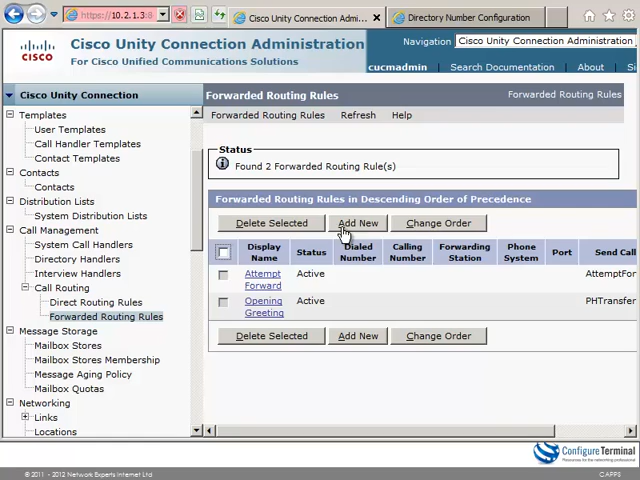 https://10.2.1.3:8
Cisco Unity Connection Admi...
Directory Number Configuration
cisco
Cisco Unity Connection Administration
For Cisco Unified Communications Solutions
Navigation
Cisco Unity Connection Administration
cucmadmin
Search Documentation
About
Si
Cisco Unity Connection
Templates
User Templates
Call Handler Templates
Contact Templates
Contacts
Contacts
Distribution Lists
System Distribution Lists
Call Management
System Call Handlers
Directory Handlers
Interview Handlers
Call Routing
Direct Routing Rules
Forwarded Routing Rules
Message Storage
Mailbox Stores
Mailbox Stores Membership
Message Aging Policy
Mailbox Quotas
Networking
Links
Locations
Forwarded Routing Rules
Forwarded Routing Rules
Forwarded Routing Rules Refresh Help
Status
Found 2 Forwarded Routing Rule(s)
Forwarded Routing Rules in Descending Order of Precedence
Delete Selected Add New Change Order
Display Name Status Dialed Number Calling Number Forwarding Station Phone System Port Send Call
Attempt Forward Active AttemptFor
Opening Greeting Active PHTransfer
Delete Selected Add New Change Order
ConfigureTerminal
© 2011 - 2012 Network Experts Internet Ltd
CAPPS